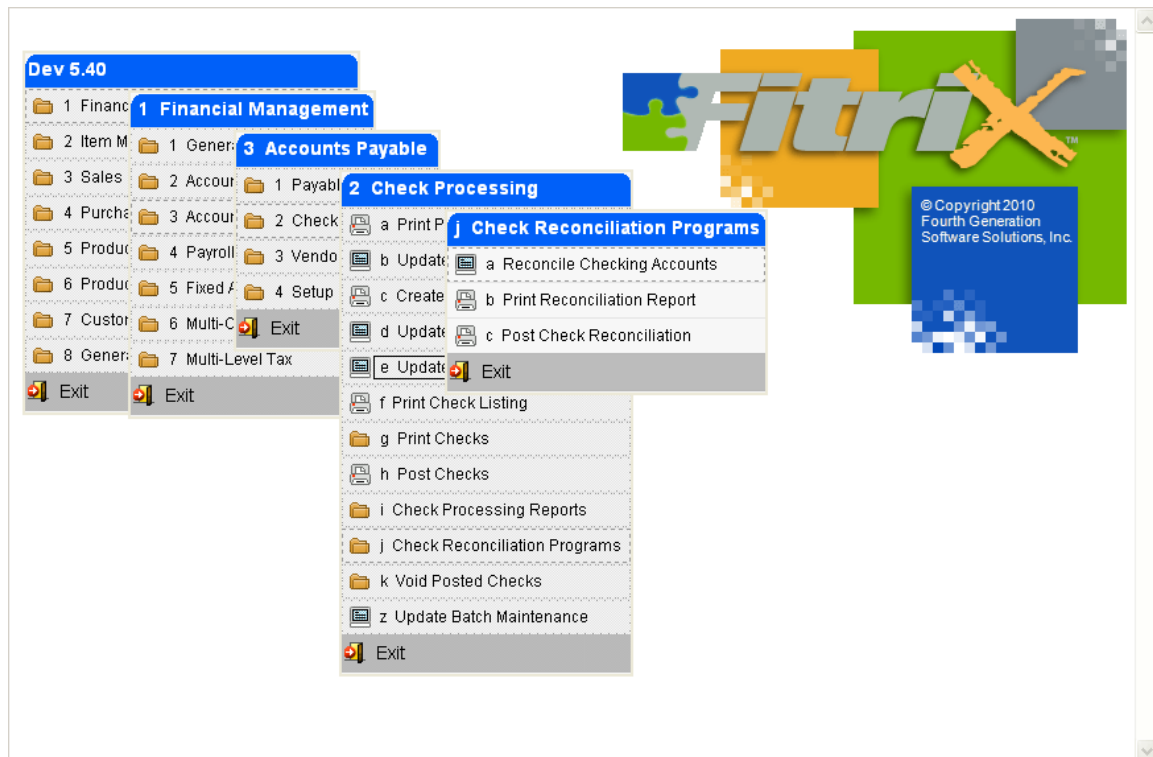 Dev 5.40
1 Financ
2 Item M
3 Sales
4 Purcha
5 Produc
6 Produc
7 Custor
8 Genera
Exit
1 Financial Management
1 Genera
2 Accour
3 Accour
4 Payroll
5 Fixed A
6 Multi-C
7 Multi-Level Tax
Exit
3 Accounts Payable
1 Payabl
2 Check
3 Vendo
4 Setup
Exit
2 Check Processing
a Print P
b Update
c Create
d Update
e Update
f Print Check Listing
g Print Checks
h Post Checks
i Check Processing Reports
j Check Reconciliation Programs
k Void Posted Checks
z Update Batch Maintenance
Exit
j Check Reconciliation Programs
a Reconcile Checking Accounts
b Print Reconciliation Report
c Post Check Reconciliation
Exit
FitriX™
© Copyright 2010
Fourth Generation
Software Solutions, Inc.